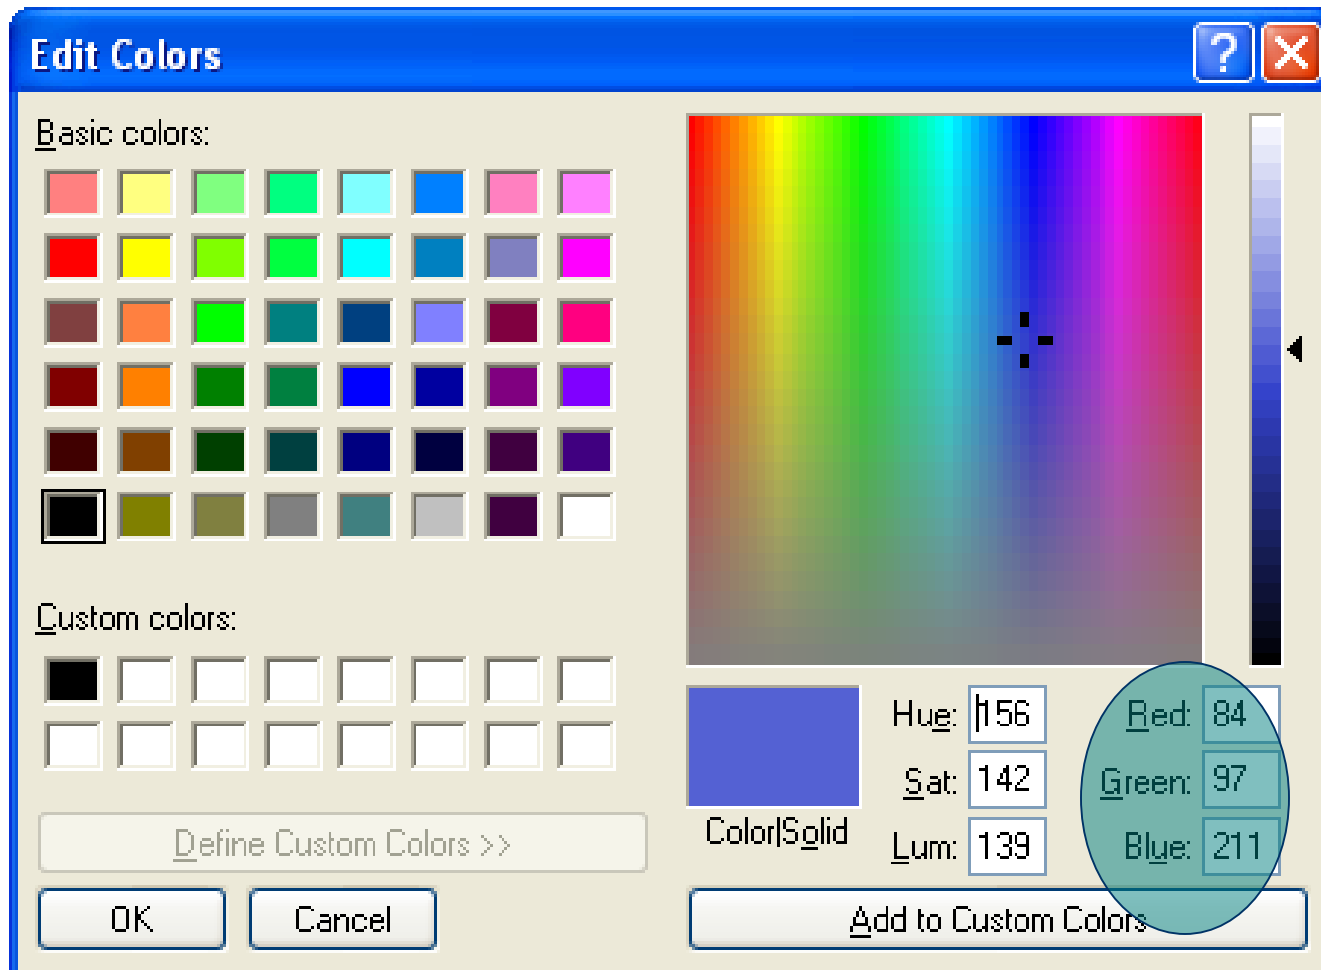 Edit Colors
?
Basic colors:
Custom colors:
Define Custom Colors >>
OK
Cancel
Color|Solid
Hue: 156
Sat: 142
Lum: 139
Red: 84
Green: 97
Blue: 211
Add to Custom Colors